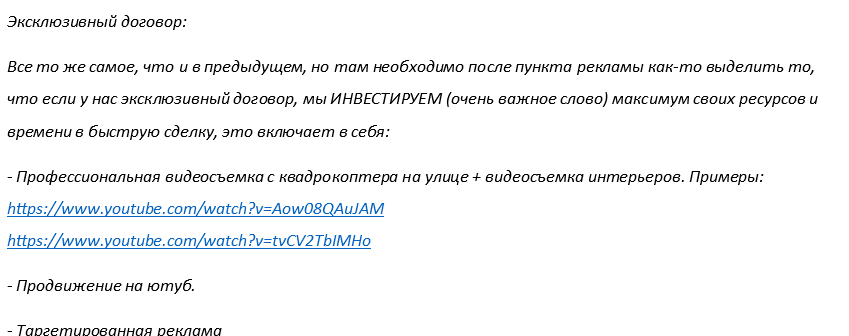 Эксклюзивный договор:
Все то же самое, что и в предыдущем, но там необходимо после пункта рекламы как-то выделить то,
что если у нас эксклюзивный договор, мы ИНВЕСТИРУЕМ (очень важное слово) максимум своих ресурсов и
времени в быструю сделку, это включает в себя:
- Профессиональная видеосъемка с квадрокоптера на улице + видеосъемка интерьеров. Примеры:
https://www.youtube.com/watch?v=Aow08QAuJAM
https://www.youtube.com/watch?v=tvCV2TbIMHo
- Продвижение на ютуб.
- Таргетированная реклама